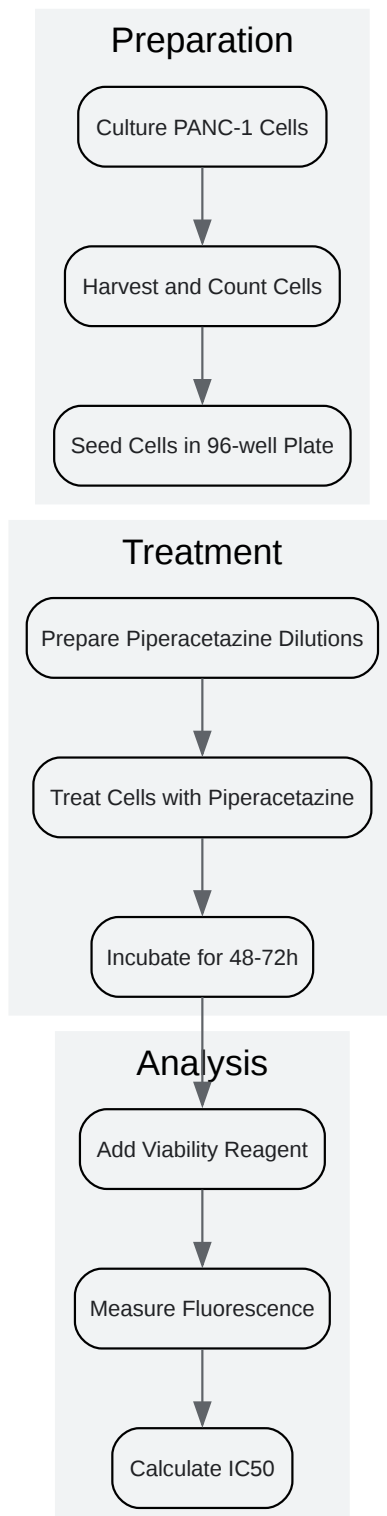 Preparation
Culture PANC-1 Cells
Harvest and Count Cells
Seed Cells in 96-well Plate
Treatment
Prepare Piperacetazine Dilutions
Treat Cells with Piperacetazine
Incubate for 48-72h
Analysis
Add Viability Reagent
Measure Fluorescence
Calculate IC50